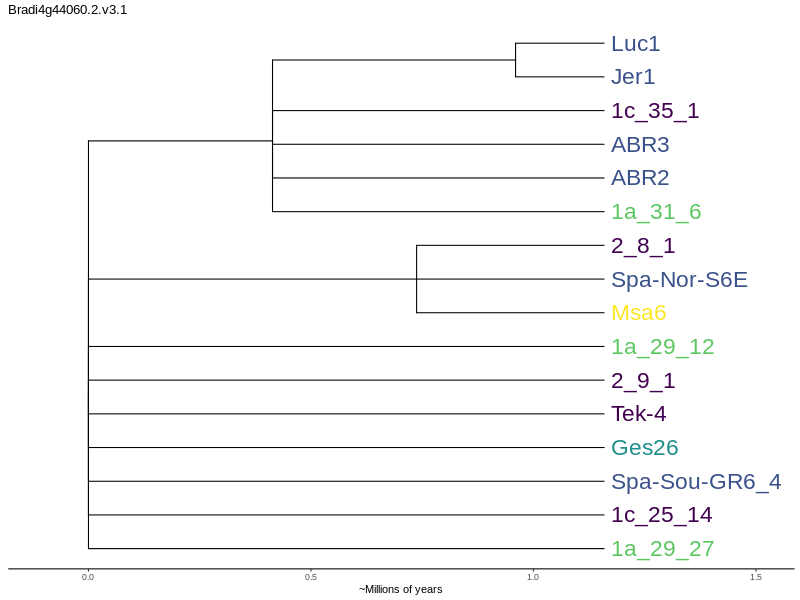 Bradi4g44060.2.v3.1
Luc1
Jer1
1c_35_1
ABR3
ABR2
1a_31_6
2_8_1
Spa-Nor-S6E
Msa6
1a_29_12
2_9_1
Tek-4
Ges26
Spa-Sou-GR6_4
1c_25_14
1a_29_27
0.0 0.5 1.0 1.5
~Millions of years